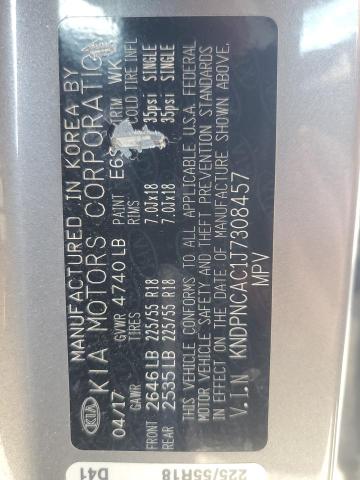 MANUFACTURED IN KOREA BY
KIA KIA MOTORS CORPORATION
04/17 GVWR 4740LB PAINT E6S TRIM WK
GAWR TIRES RIMS COLD TIRE INFL
FRONT 2646LB 225/55 R18 7.0Jx18 35psi SINGLE
REAR 2535LB 225/55 R18 7.0Jx18 35psi SINGLE
THIS VEHICLE CONFORMS TO ALL APPLICABLE U.S.A. FEDERAL
MOTOR VEHICLE SAFETY AND THEFT PREVENTION STANDARDS
IN EFFECT ON THE DATE OF MANUFACTURE SHOWN ABOVE.
V.I.N KNDPNCAC1J7308457
MPV
D41 225/55R18